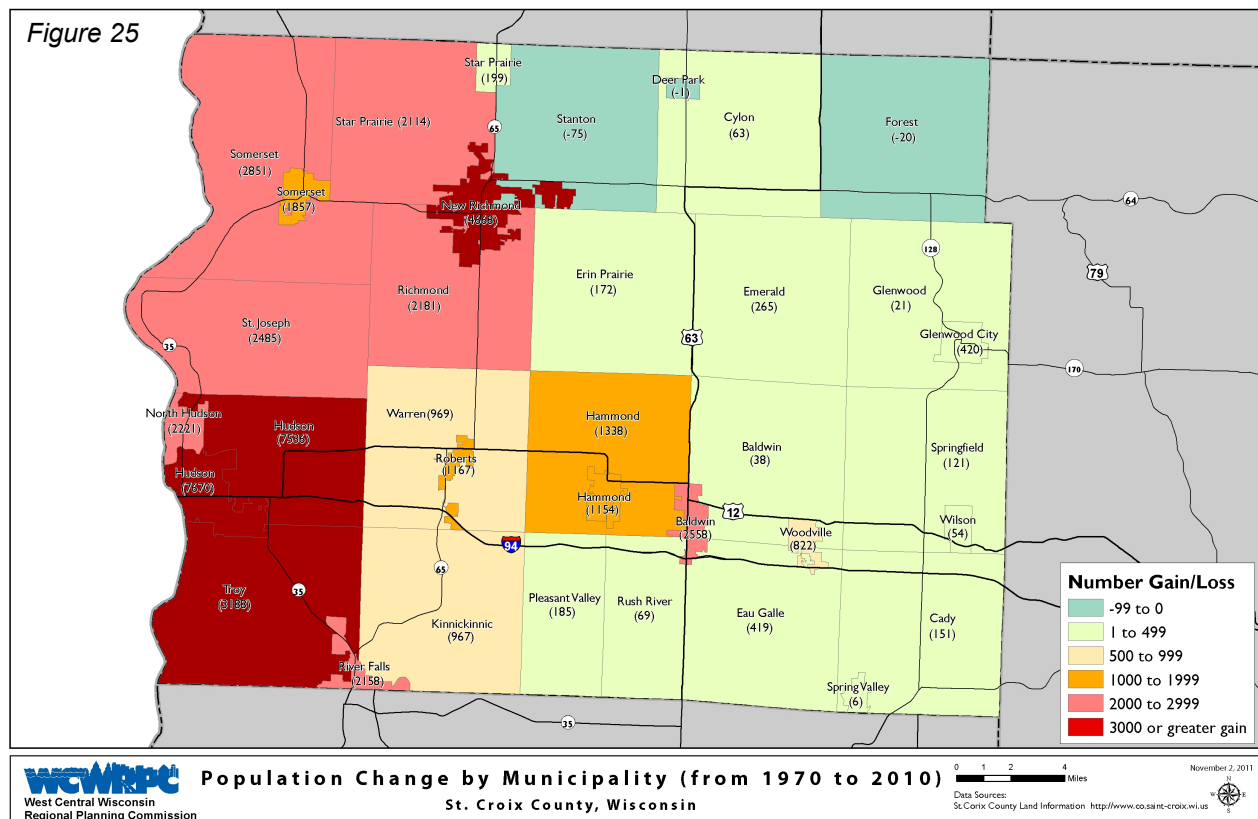 Figure 25
Star Prairie
(199)
Deer Park
(-1)
Star Prairie (2114)
65
Stanton
(-75)
Cylon
(63)
Forest
(-20)
Somerset
(2851)
Somerset
(1857)
New Richmond
(4668)
64
128
79
Erin Prairie
(172)
Emerald
(265)
Glenwood
(21)
Richmond
(2181)
St. Joseph
(2485)
35
63
Glenwood City
(420)
170
North Hudson
(2221)
Hudson
(7536)
Warren(969)
Hammond
(1338)
Baldwin
(38)
Springfield
(121)
Roberts
(1167)
Hudson
(7670)
Hammond
(1154)
Baldwin
(2558)
12
Woodville
(822)
Wilson
(54)
94
65
Troy
(3188)
35
Kinnickinnic
(967)
Pleasant Valley
(185)
Rush River
(69)
Eau Galle
(419)
Cady
(151)
River Falls
(2158)
Spring Valley
(6)
35
Number Gain/Loss
-99 to 0
1 to 499
500 to 999
1000 to 1999
2000 to 2999
3000 or greater gain
WCWRPC
West Central Wisconsin
Regional Planning Commission
Population Change by Municipality (from 1970 to 2010)
St. Croix County, Wisconsin
0 1 2 4
Miles
Data Sources:
St.Corix County Land Information http://www.co.saint-croix.wi.us
November 2, 2011
N
W E
S